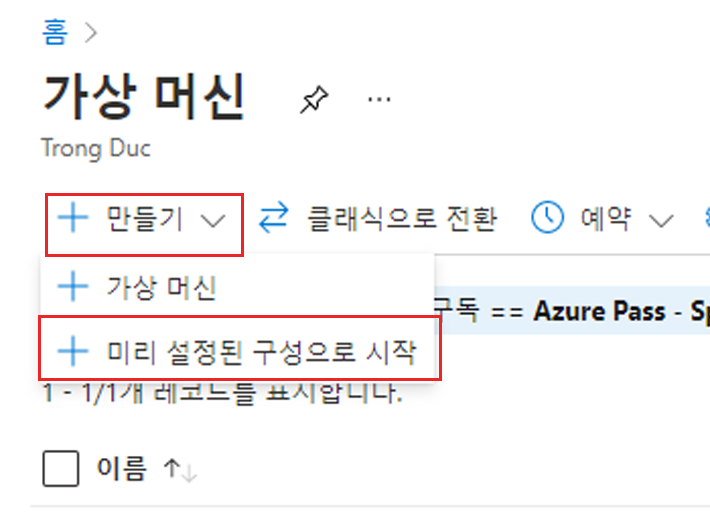 홈
가상 머신
Trong Duc
만들기 클래식으로 전환 예약
가상 머신
구독 == Azure Pass - Sp
미리 설정된 구성으로 시작
1 - 1/1개 레코드를 표시합니다.
이름